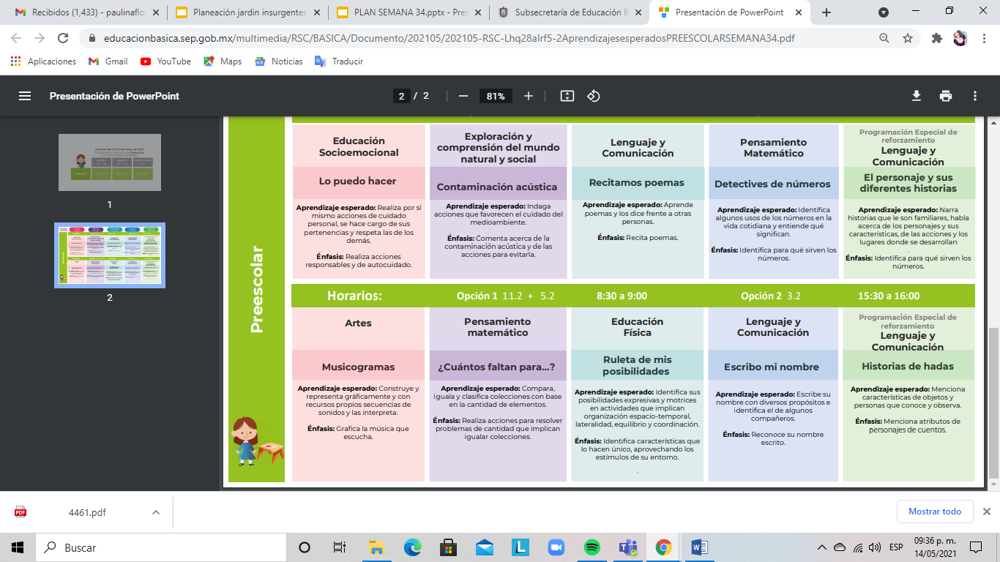 Recibidos (1,433) - paulinaflor
Planeación jardin insurgentes
PLAN SEMANA 34.pptx - Pres
Subsecretaría de Educación B
Presentación de PowerPoint
educacionbasica.sep.gob.mx/multimedia/RSC/BASICA/Documento/202105/202105-RSC-Lhq28alrf5-2AprendizajesesperadosPREESCOLARSEMANA34.pdf
Aplicaciones
Gmail
YouTube
Maps
Noticias
Traducir
Presentación de PowerPoint
2 / 2
81%
1
2
Preescolar
Educación
Socioemocional
Lo puedo hacer
Aprendizaje esperado: Realiza por sí
mismo acciones de cuidado
personal, se hace cargo de sus
pertenencias y respeta las de los
demás.
Énfasis: Realiza acciones
responsables y de autocuidado.
Exploración y
comprensión del mundo
natural y social
Contaminación acústica
Aprendizaje esperado: Indaga
acciones que favorecen el cuidado del
medioambiente.
Énfasis: Comenta acerca de la
contaminación acústica y de las
acciones para evitarla.
Lenguaje y
Comunicación
Recitamos poemas
Aprendizaje esperado: Aprende
poemas y los dice frente a otras
personas.
Énfasis: Recita poemas.
Pensamiento
Matemático
Detectives de números
Aprendizaje esperado: Identifica
algunos usos de los números en la
vida cotidiana y entiende qué
significan.
Énfasis: Identifica para qué sirven los
números.
Programación Especial de
reforzamiento
Lenguaje y
Comunicación
El personaje y sus
diferentes historias
Aprendizaje esperado: Narra
historias que le son familiares, habla
acerca de los personajes y sus
características, de las acciones y los
lugares donde se desarrollan
.
Énfasis: Identifica para qué sirven los
números.
Horarios: Opción 1 11.2 + 5.2 8:30 a 9:00 Opción 2 3.2 15:30 a 16:00
Artes
Musicogramas
Aprendizaje esperado: Construye y
representa gráficamente y con
recursos propios secuencias de
sonidos y las interpreta.
Énfasis: Grafica la música que
escucha.
Pensamiento
matemático
¿Cuántos faltan para...?
Aprendizaje esperado: Compara,
iguala y clasifica colecciones con base
en la cantidad de elementos.
Énfasis: Realiza acciones para resolver
problemas de cantidad que implican
igualar colecciones.
Educación
Física
Ruleta de mis
posibilidades
Aprendizaje esperado: Identifica sus
posibilidades expresivas y motrices
en actividades que implican
organización espacio-temporal,
lateralidad, equilibrio y coordinación.
Énfasis: Identifica características que
lo hacen único, aprovechando los
estímulos de su entorno.
.
Lenguaje y
Comunicación
Escribo mi nombre
Aprendizaje esperado: Escribe su
nombre con diversos propósitos e
identifica el de algunos
compañeros.
Énfasis: Reconoce su nombre
escrito.
Programación Especial de
reforzamiento
Lenguaje y
Comunicación
Historias de hadas
Aprendizaje esperado: Menciona
características de objetos y
personas que conoce y observa.
Énfasis: Menciona atributos de
personajes de cuentos.
4461.pdf
Mostrar todo
Buscar
ESP
09:36 p. m.
14/05/2021